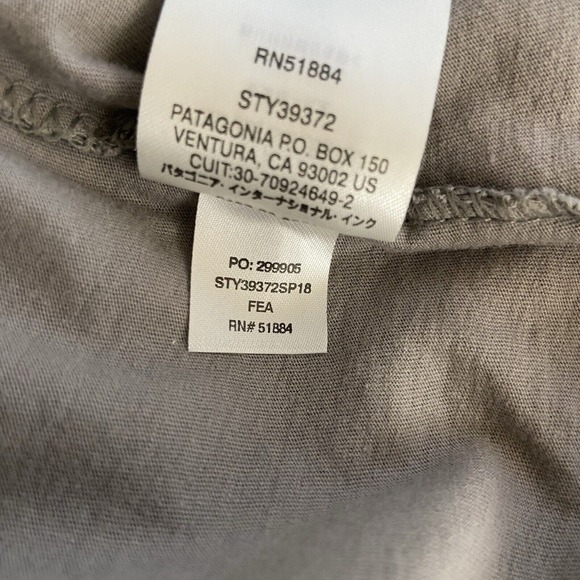 RN51884
STY39372
PATAGONIA P.O. BOX 150
VENTURA, CA 93002 US
CUIT:30-70924649-2
パタゴニア・インターナショナル・インク
PO: 299905
STY39372SP18
FEA
RN# 51884